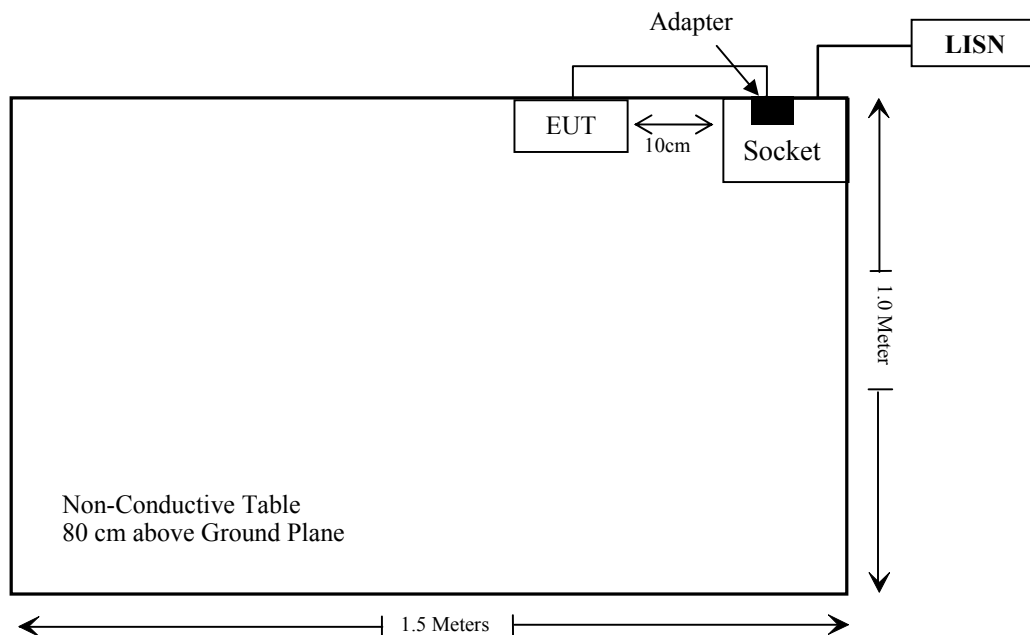 Adapter
LISN
EUT
10cm
Socket
1.0 Meter
Non-Conductive Table
80 cm above Ground Plane
1.5 Meters